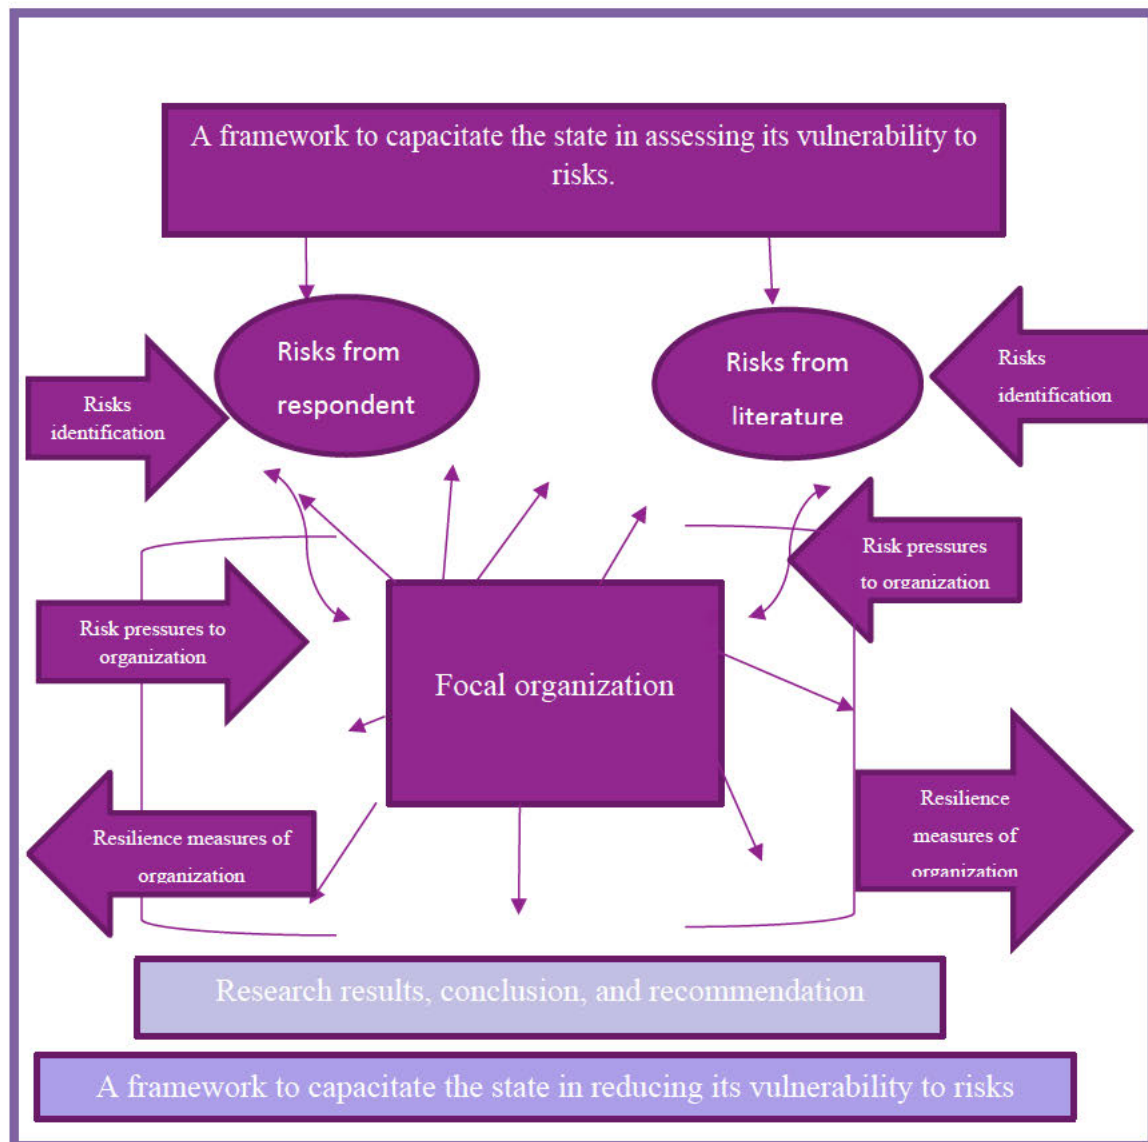 A framework to capacitate the state in assessing its vulnerability to
risks.
Risks from
respondent
Risks from
literature
Risks
identification
Risks
identification
Risk pressures
to organization
Risk pressures to
organization
Focal organization
Resilience measures of
organization
Resilience
measures of
organization
Research results, conclusion, and recommendation
A framework to capacitate the state in reducing its vulnerability to risks